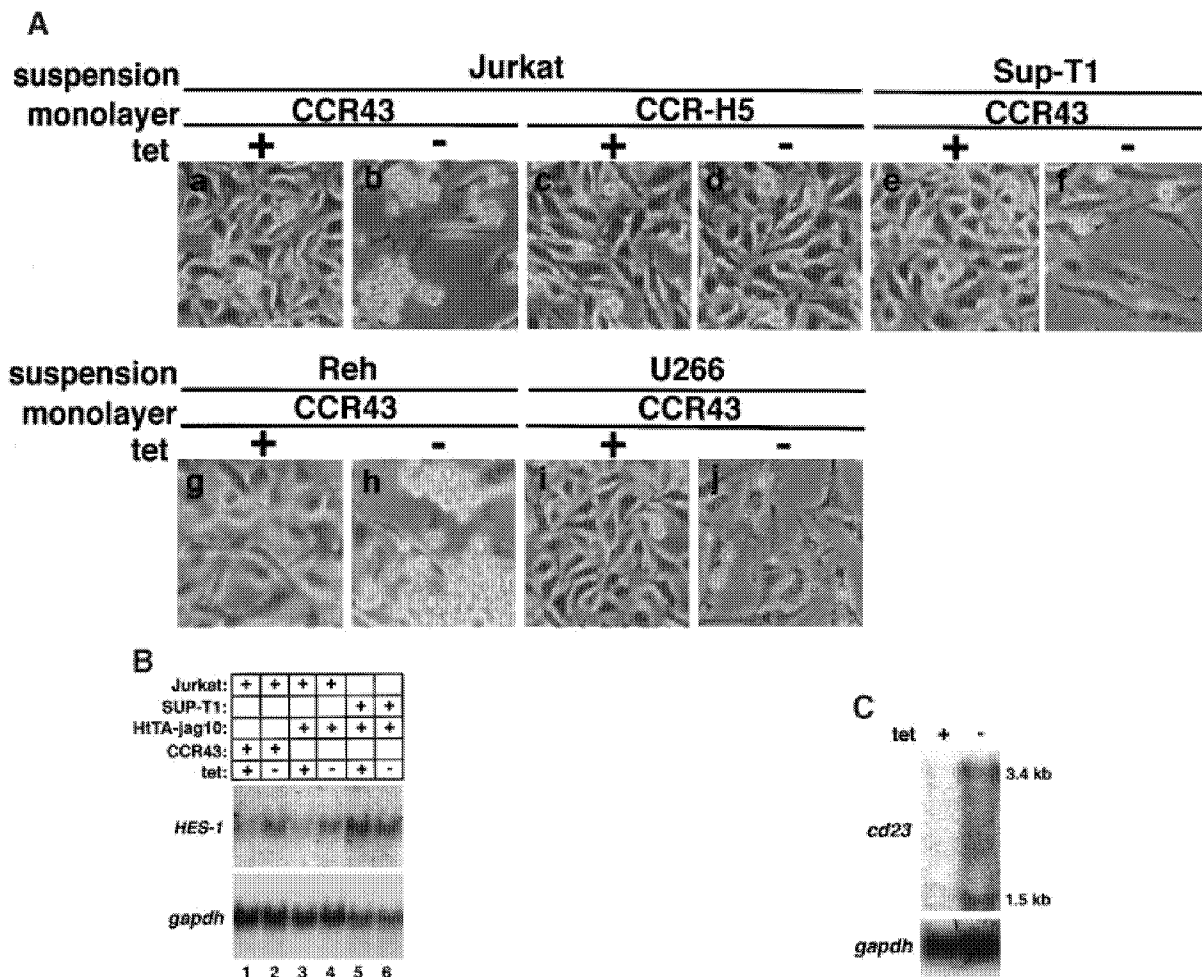 A
suspension Jurkat Sup-T1
monolayer CCR43 CCR-H5 CCR43
tet + - + - + -
a b c d e f
suspension Reh U266
monolayer CCR43 CCR43
tet + - + -
g h i j
B
Jurkat: + + + +
SUP-T1: + +
HtTA-jag10: + + + +
CCR43: + +
tet: + - + - + -
HES-1
gapdh
1 2 3 4 5 6
C
tet + -
3.4 kb
cd23
1.5 kb
gapdh